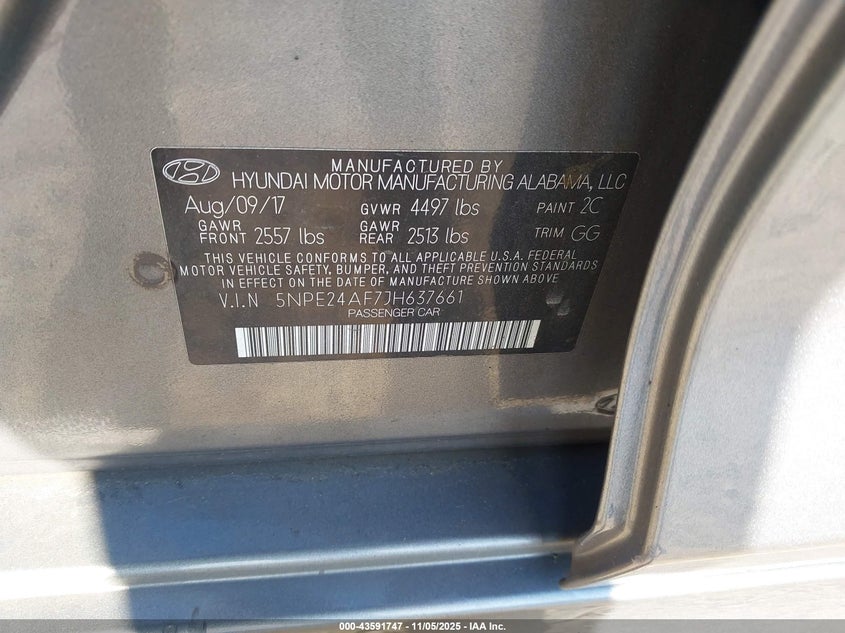 MANUFACTURED BY
HYUNDAI MOTOR MANUFACTURING ALABAMA, LLC
Aug/09/17 GVWR 4497 lbs PAINT 2C
GAWR FRONT 2557 lbs GAWR REAR 2513 lbs TRIM GG
THIS VEHICLE CONFORMS TO ALL APPLICABLE U.S.A. FEDERAL
MOTOR VEHICLE SAFETY, BUMPER, AND THEFT PREVENTION STANDARDS
IN EFFECT ON THE DATE OF MANUFACTURE SHOWN ABOVE
V.I.N 5NPE24AF7JH637661
PASSENGER CAR
000-43591747 - 11/05/2025 - IAA Inc.